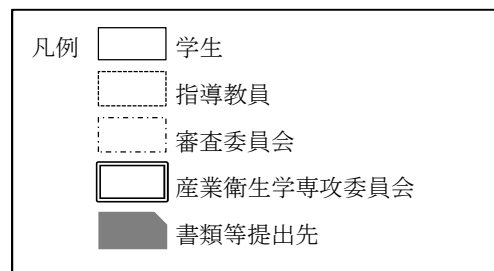 凡例 学生
指導教員
審査委員会
産業衛生学専攻委員会
書類等提出先